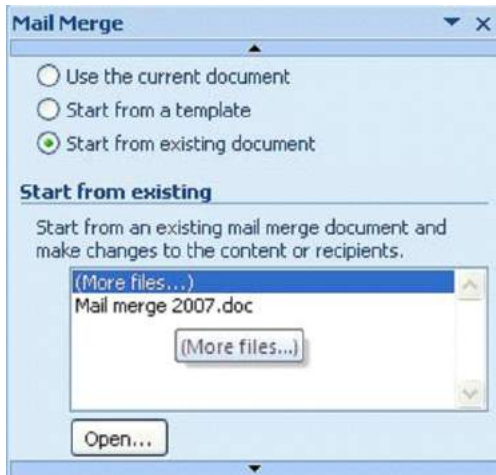 Mail Merge
Use the current document
Start from a template
Start from existing document
Start from existing
Start from an existing mail merge document and
make changes to the content or recipients.
(More files...)
Mail merge 2007.doc
(More files...)
Open...